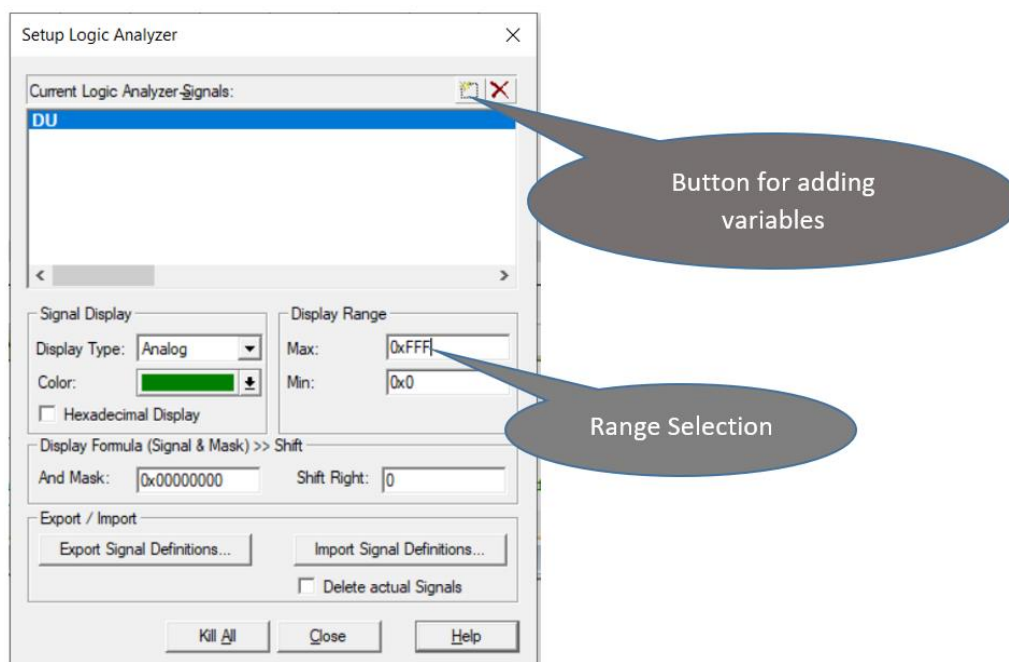 Setup Logic Analyzer
Current Logic Analyzer Signals:
DU
Button for adding
variables
Signal Display
Display Range
Display Type: Analog
Max: 0xFFF
Color:
Min: 0x0
Hexadecimal Display
Range Selection
Display Formula (Signal & Mask) >> Shift
And Mask: 0x00000000
Shift Right: 0
Export / Import
Export Signal Definitions...
Import Signal Definitions...
Delete actual Signals
Kill All
Close
Help